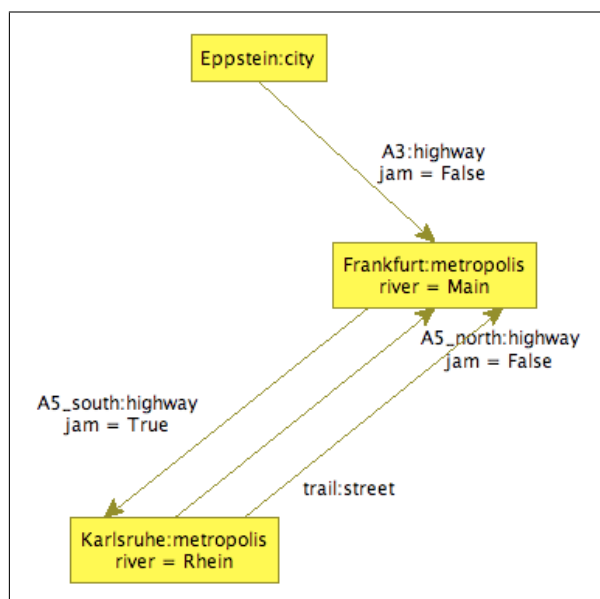 Eppstein:city
A3:highway
jam = False
Frankfurt:metropolis
river = Main
A5_north:highway
jam = False
A5_south:highway
jam = True
trail:street
Karlsruhe:metropolis
river = Rhein